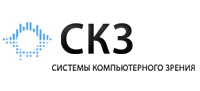 СКЗ
СИСТЕМЫ КОМПЬЮТЕРНОГО ЗРЕНИЯ